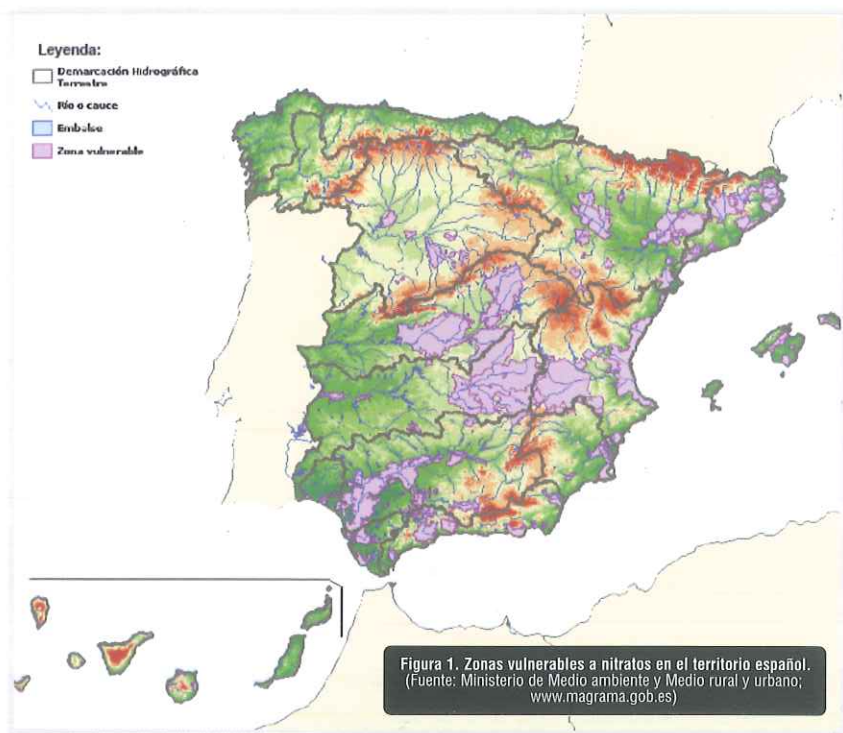 Leyenda:
Demarcación Hidrográfica
Terrestre
Río o cauce
Embalse
Zona vulnerable
Figura 1. Zonas vulnerables a nitratos en el territorio español.
(Fuente: Ministerio de Medio ambiente y Medio rural y urbano;
www.magrama.gob.es)